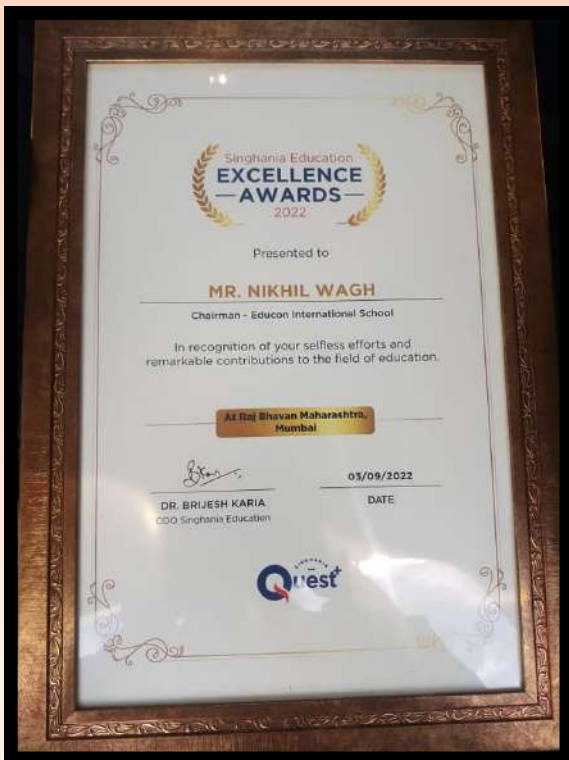 Singhania Education
EXCELLENCE
AWARDS
2022
Presented to
MR. NIKHIL WAGH
Chairman - Educon International School
In recognition of your selfless efforts and
remarkable contributions to the field of education.
At Raj Bhavan Maharashtra,
Mumbai
03/09/2022
DR. BRIJESH KARIA
DATE
COO Singhania Education
SINGHANIA
Quest+